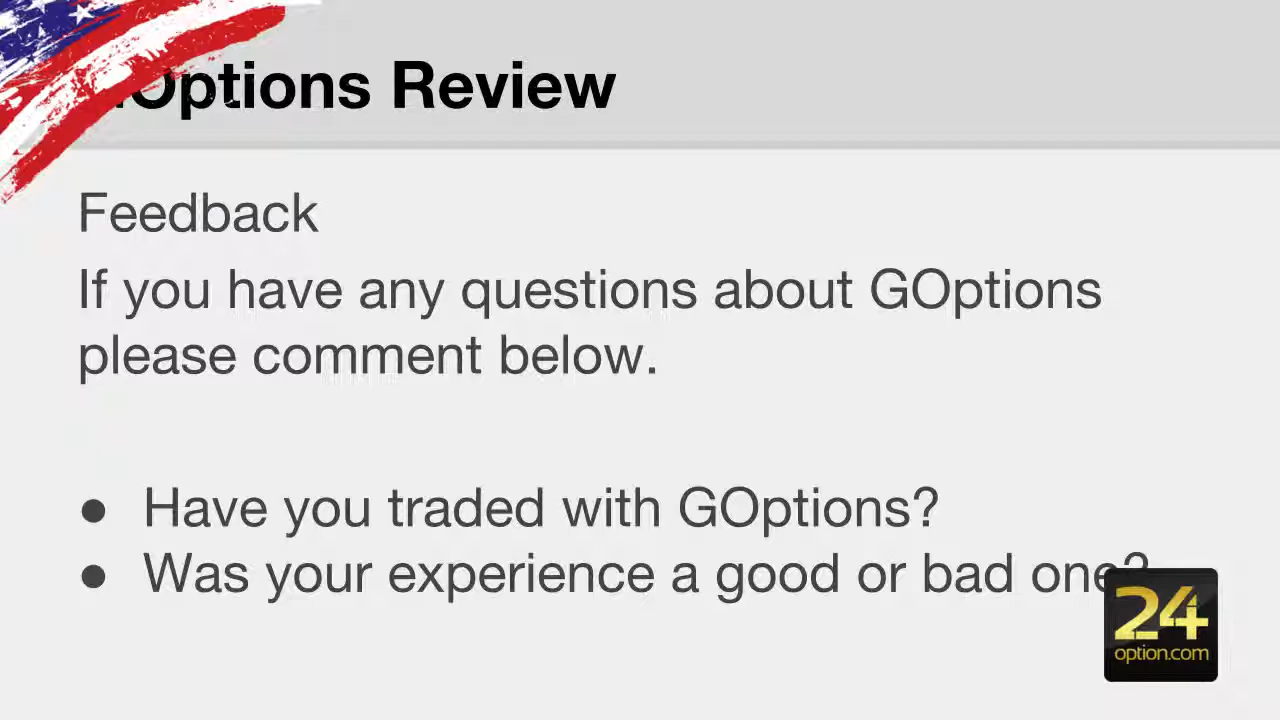 GOptions Review
Feedback
If you have any questions about GOptions
please comment below.
● Have you traded with GOptions?
● Was your experience a good or bad one?
24
option.com